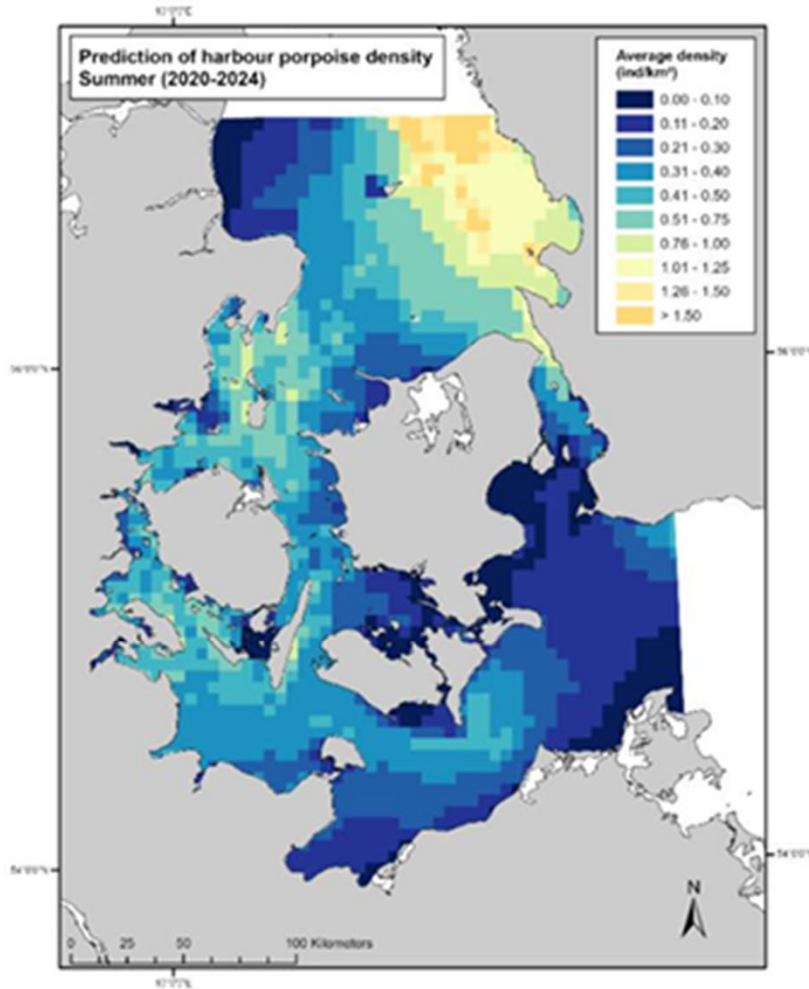 Prediction of harbour porpoise density
Summer (2020-2024)
Average density
(ind/km²)
0.00 - 0.10
0.11 - 0.20
0.21 - 0.30
0.31 - 0.40
0.41 - 0.50
0.51 - 0.75
0.76 - 1.00
1.01 - 1.25
1.26 - 1.50
> 1.50
N
0 25 50 100 Kilometers